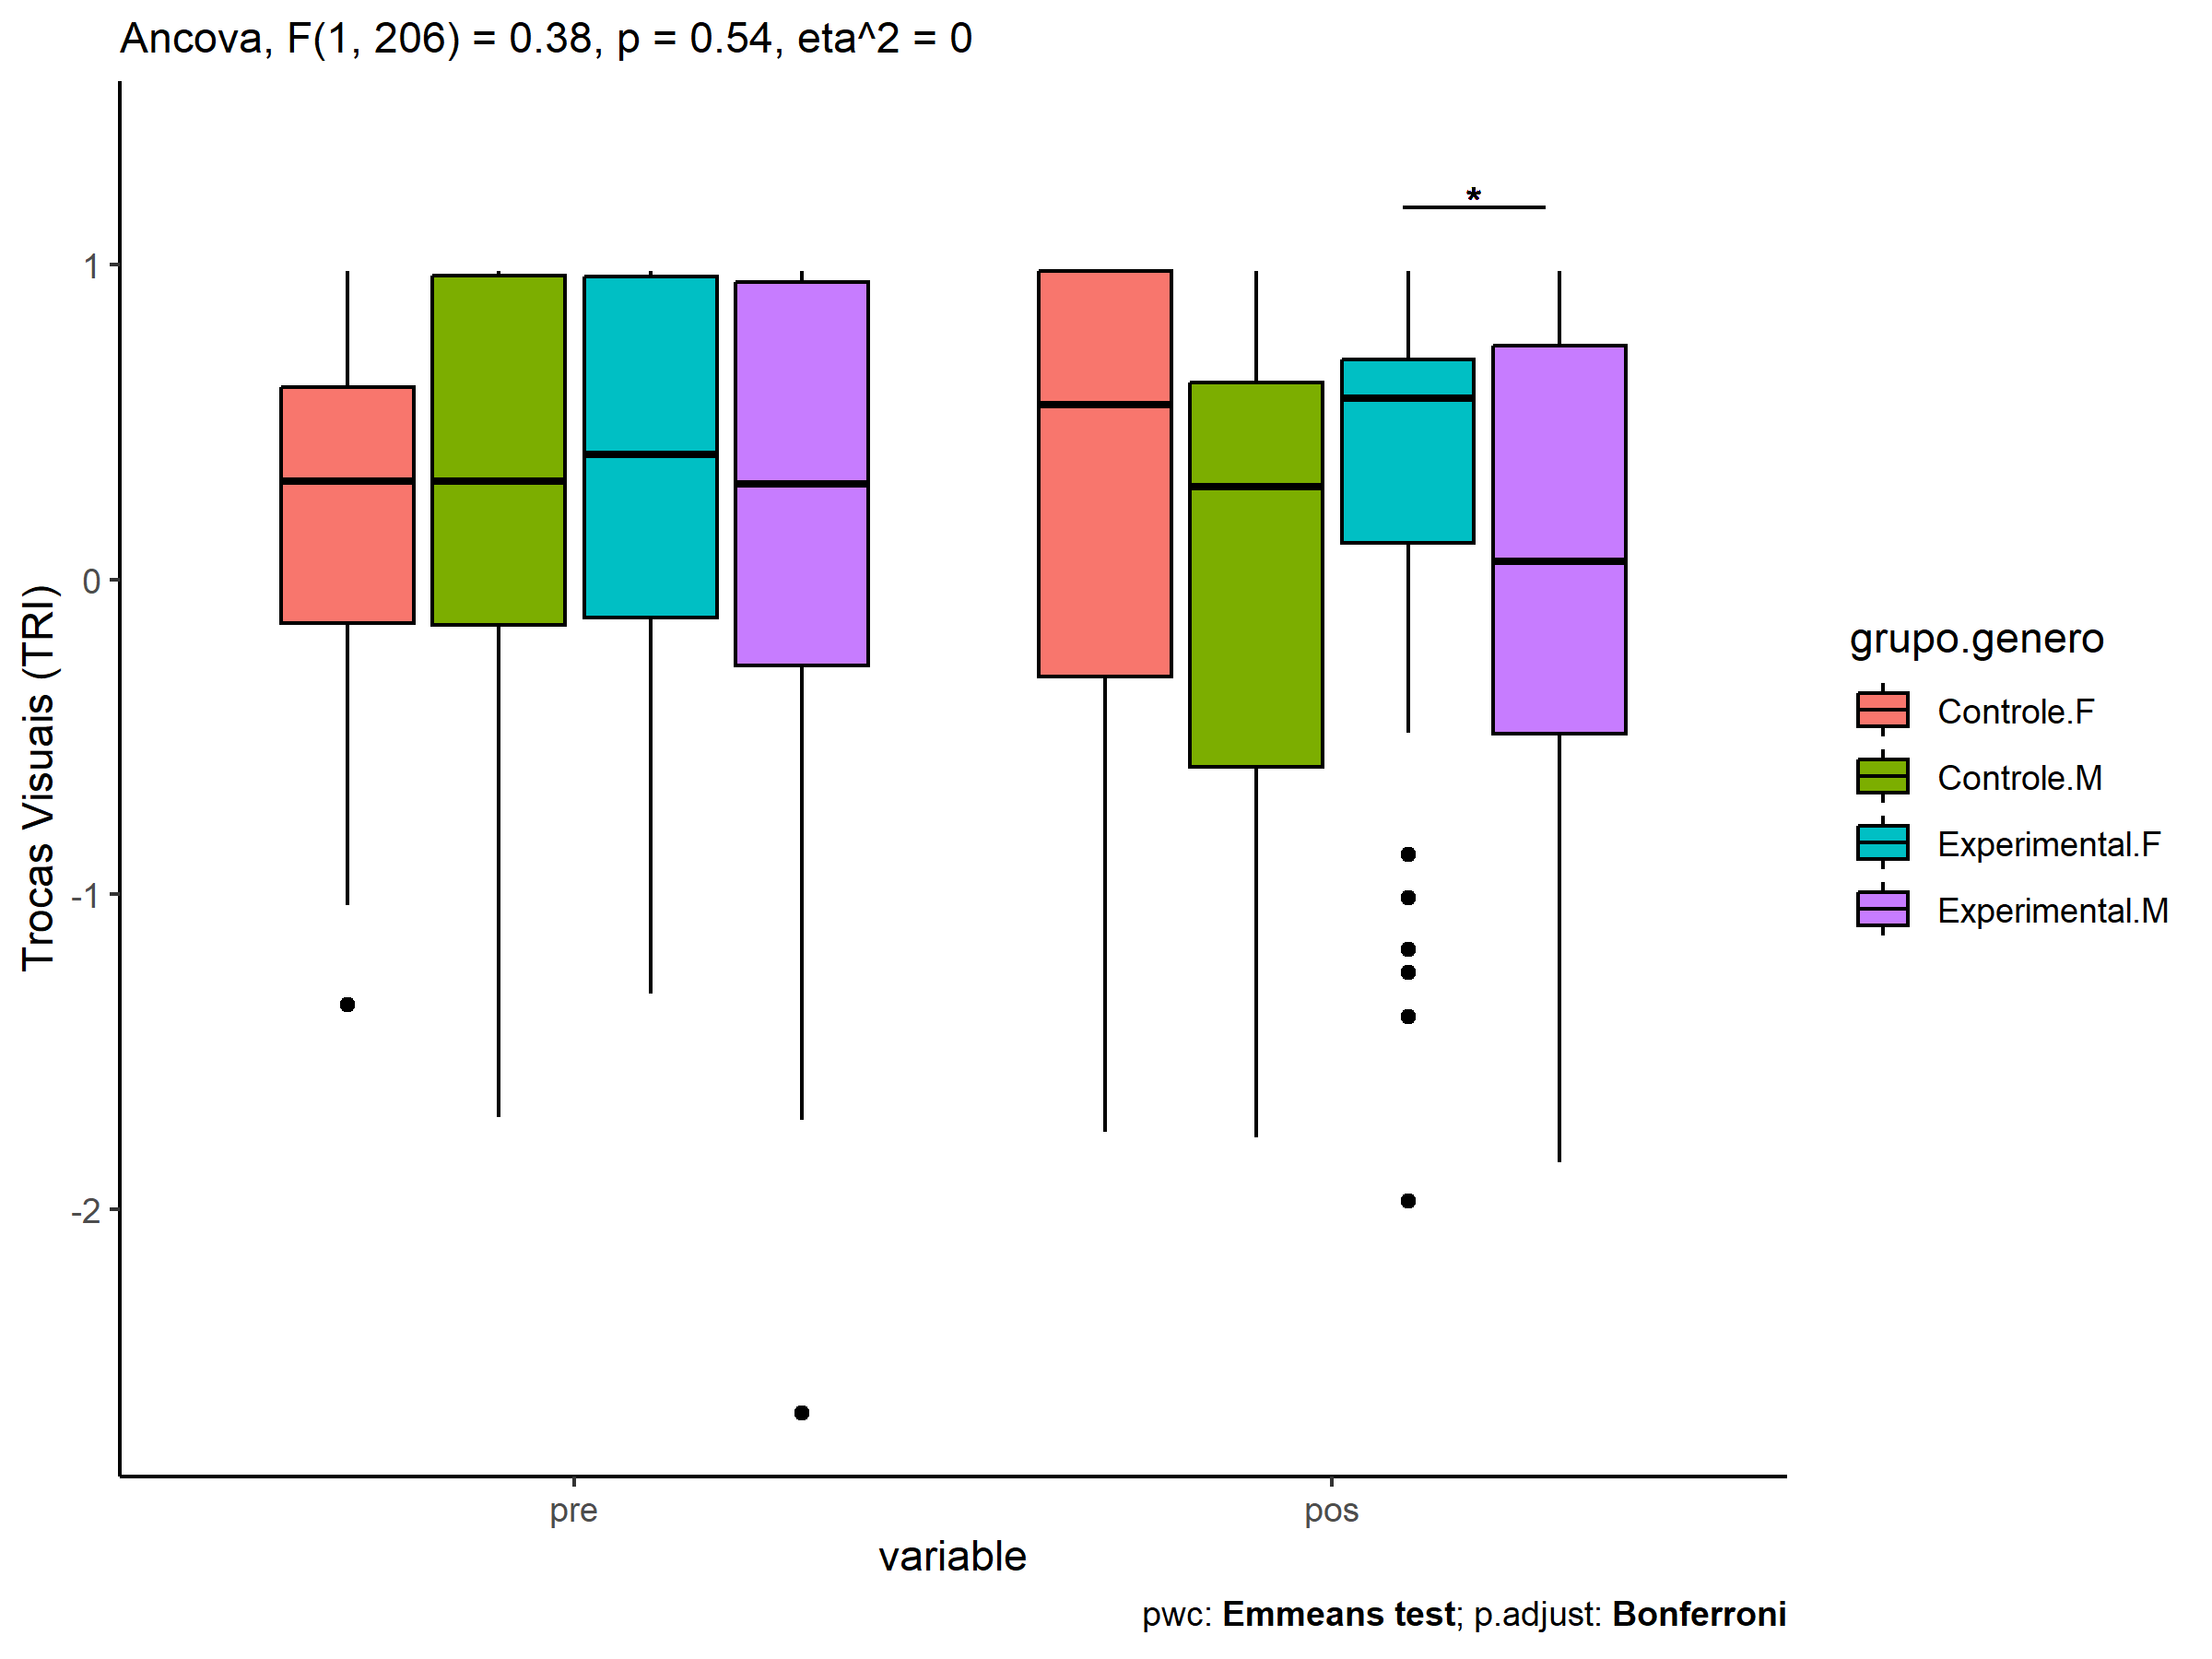 Ancova, F(1, 206) = 0.38, p = 0.54, eta^2 = 0
*
1
0
-1
-2
Trocas Visuais (TRI)
pre
pos
variable
grupo.genero
Controle.F
Controle.M
Experimental.F
Experimental.M
pwc: Emmeans test; p.adjust: Bonferroni